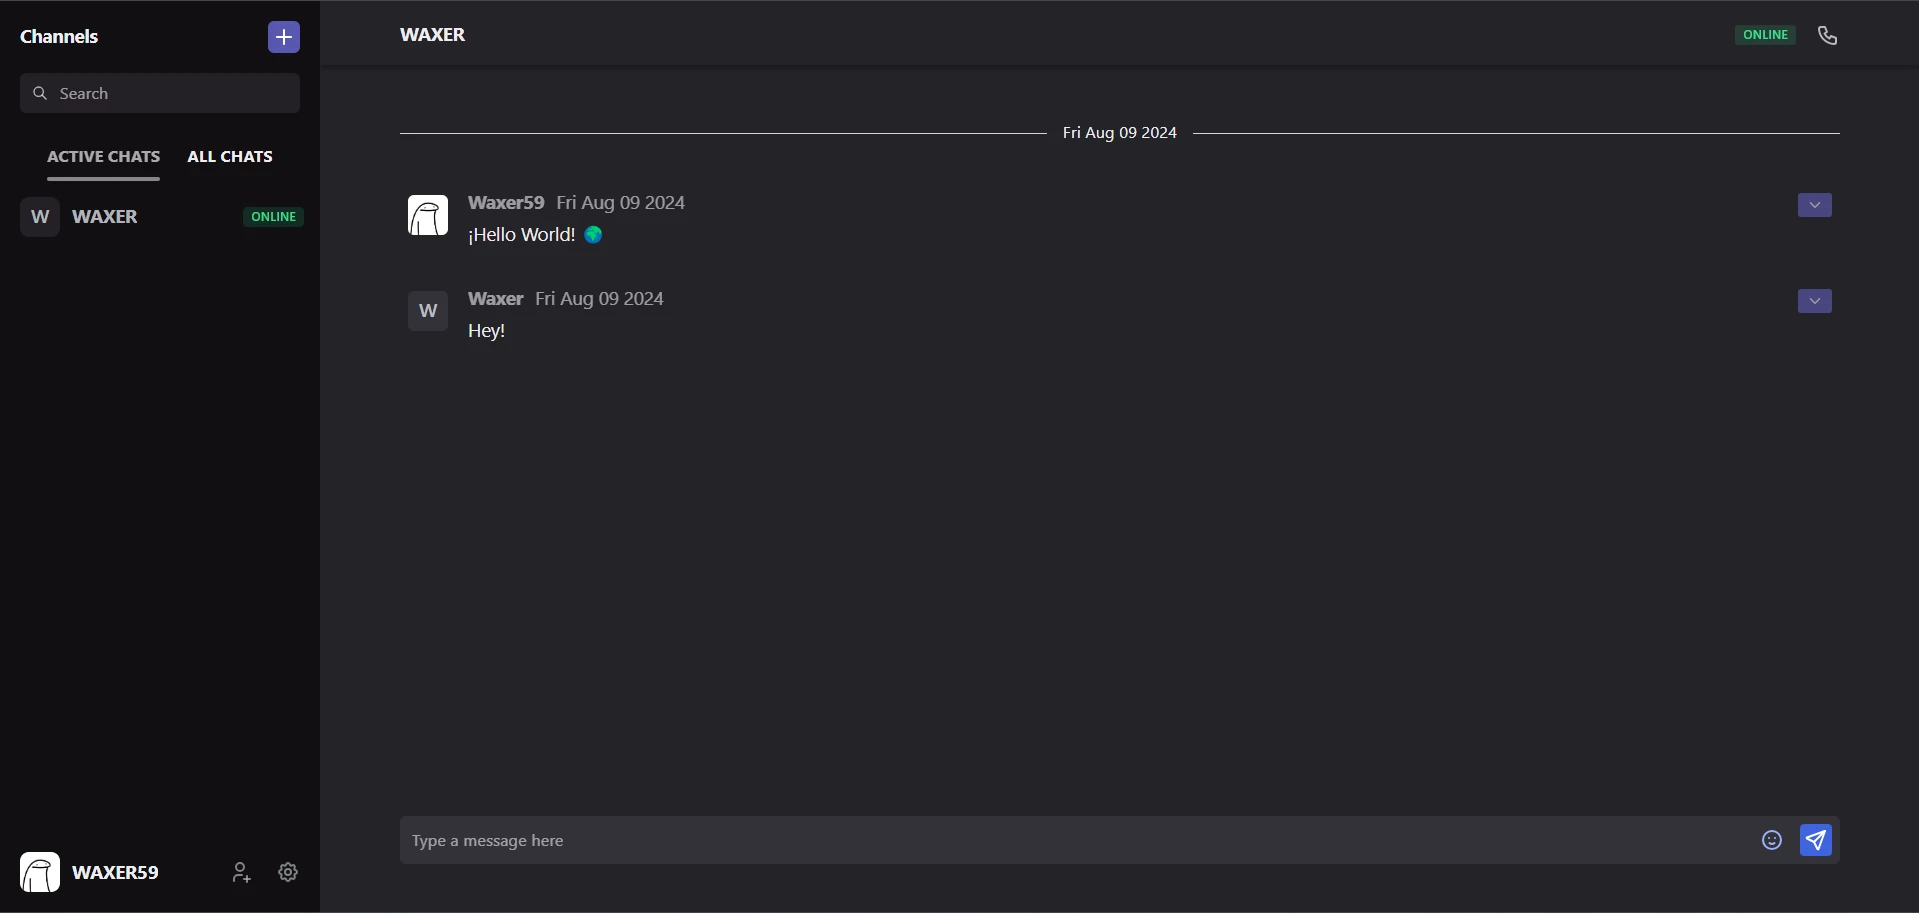 Channels
Search
ACTIVE CHATS ALL CHATS
W WAXER ONLINE
WAXER59
WAXER ONLINE
Fri Aug 09 2024
Waxer59 Fri Aug 09 2024
¡Hello World! 🌍
W Waxer Fri Aug 09 2024
Hey!
Type a message here